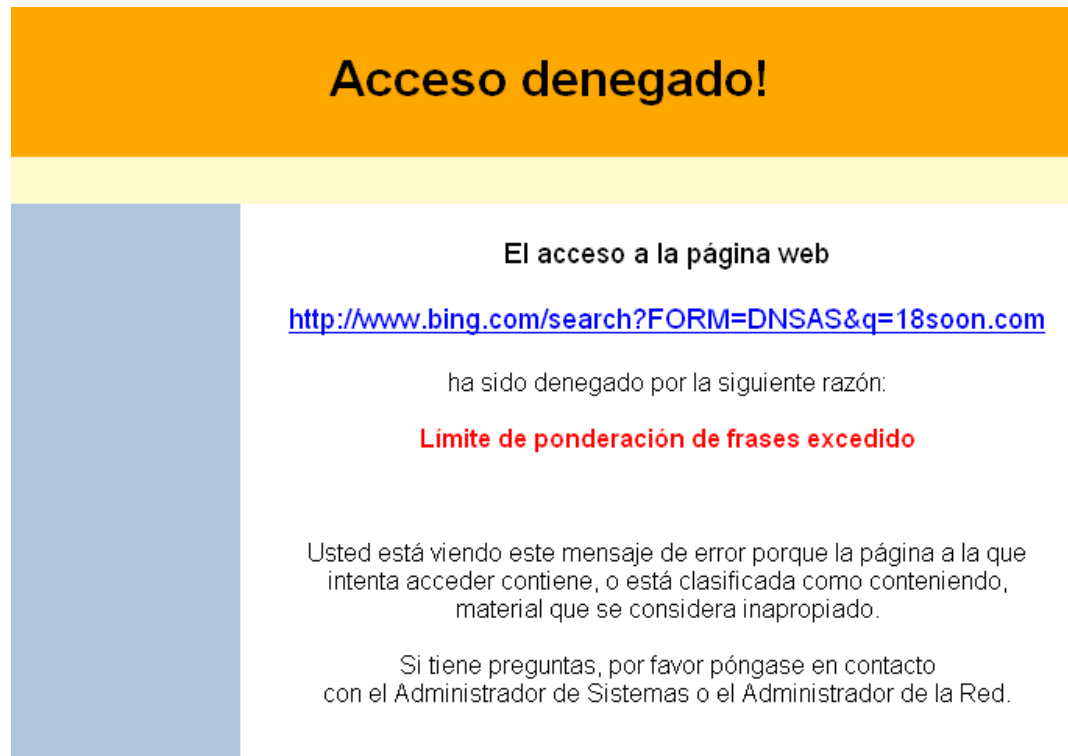 Acceso denegado!
El acceso a la página web
http://www.bing.com/search?FORM=DNSAS&q=18soon.com
ha sido denegado por la siguiente razón:
Límite de ponderación de frases excedido
Usted está viendo este mensaje de error porque la página a la que
intenta acceder contiene, o está clasificada como conteniendo,
material que se considera inapropiado.
Si tiene preguntas, por favor póngase en contacto
con el Administrador de Sistemas o el Administrador de la Red.